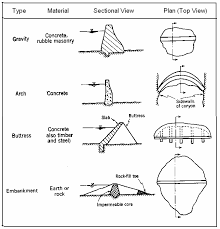 Type Material Sectional View Plan (Top View)
Gravity Concrete, rubble masonry
Arch Concrete
Sidewalls of canyon
Slab Buttress
Buttress Concrete also timber and steel
Rock-fill toe
Embankment Earth or rock
Impermeable core